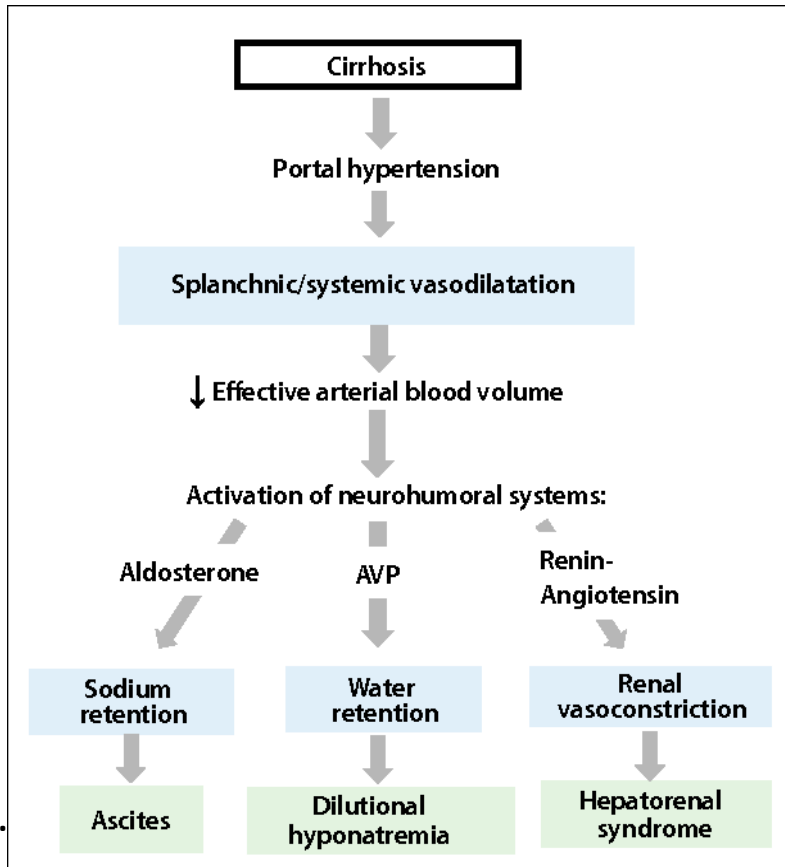 Cirrhosis
Portal hypertension
Splanchnic/systemic vasodilatation
↓ Effective arterial blood volume
Activation of neurohumoral systems:
Aldosterone
AVP
Renin-
Angiotensin
Sodium
retention
Water
retention
Renal
vasoconstriction
Ascites
Dilutional
hyponatremia
Hepatorenal
syndrome
.